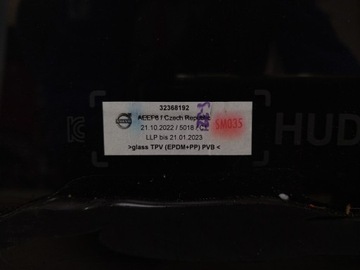 32368192
AEEP8 / Czech Republic
21.10.2022 / 5018 / C
LLP bis 21.01.2023
SM035
>glass TPV (EPDM+PP) PVB <
HUD